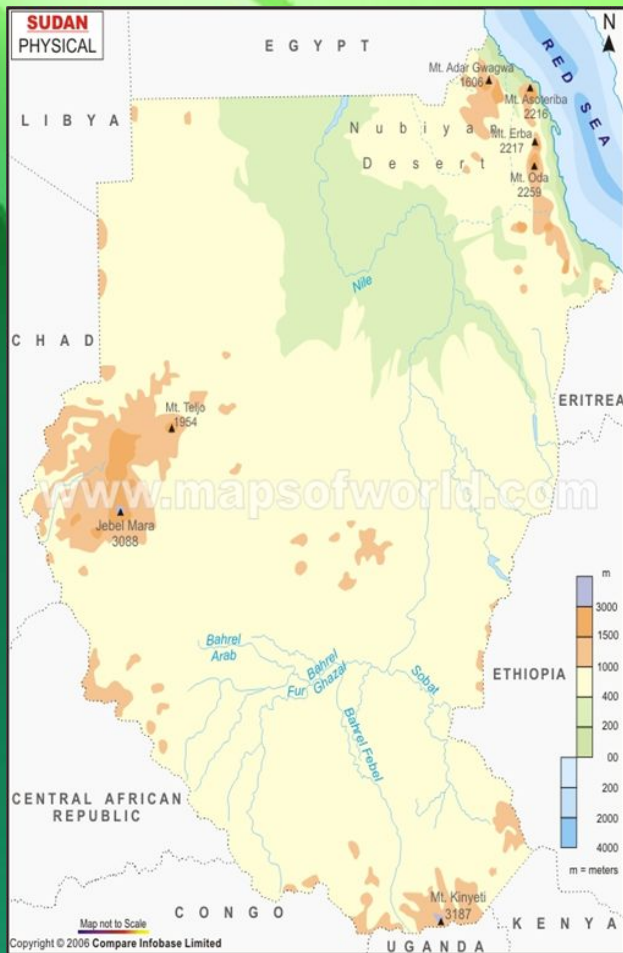 SUDAN
PHYSICAL
N
EGYPT
LIBYA
RED SEA
Mt. Adar Gwagwa
1606
Mt. Asoteriba
2216
Nubiyan
Desert
Mt. Erba
2217
Mt. Oda
2259
Nile
CHAD
ERITREA
Mt. Teljo
1954
www.mapsofworld.com
Jebel Mara
3088
m
3000
1500
1000
400
200
00
200
2000
4000
m = meters
Bahrel
Arab
Bahrel
Ghazal
Fur
Sobat
Bahrel Febel
ETHIOPIA
CENTRAL AFRICAN
REPUBLIC
CONGO
Mt. Kinyeti
3187
KENYA
UGANDA
Map not to Scale
Copyright © 2006 Compare Infobase Limited